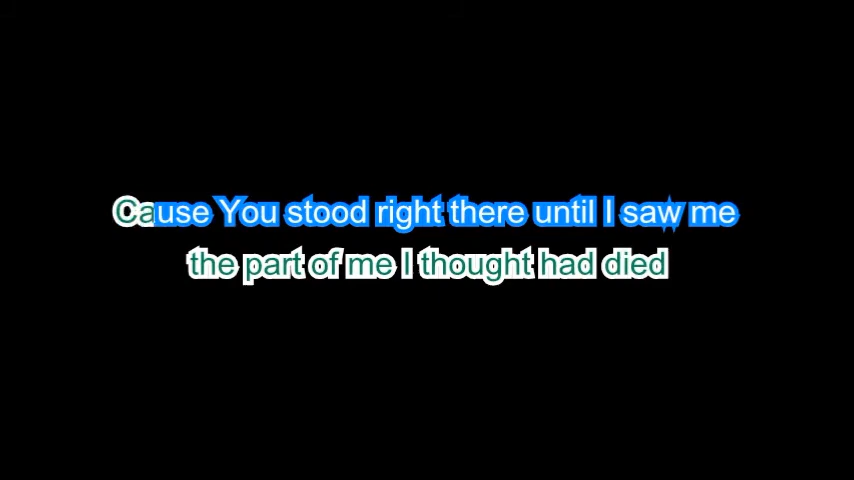 Cause You stood right there until I saw me
the part of me I thought had died